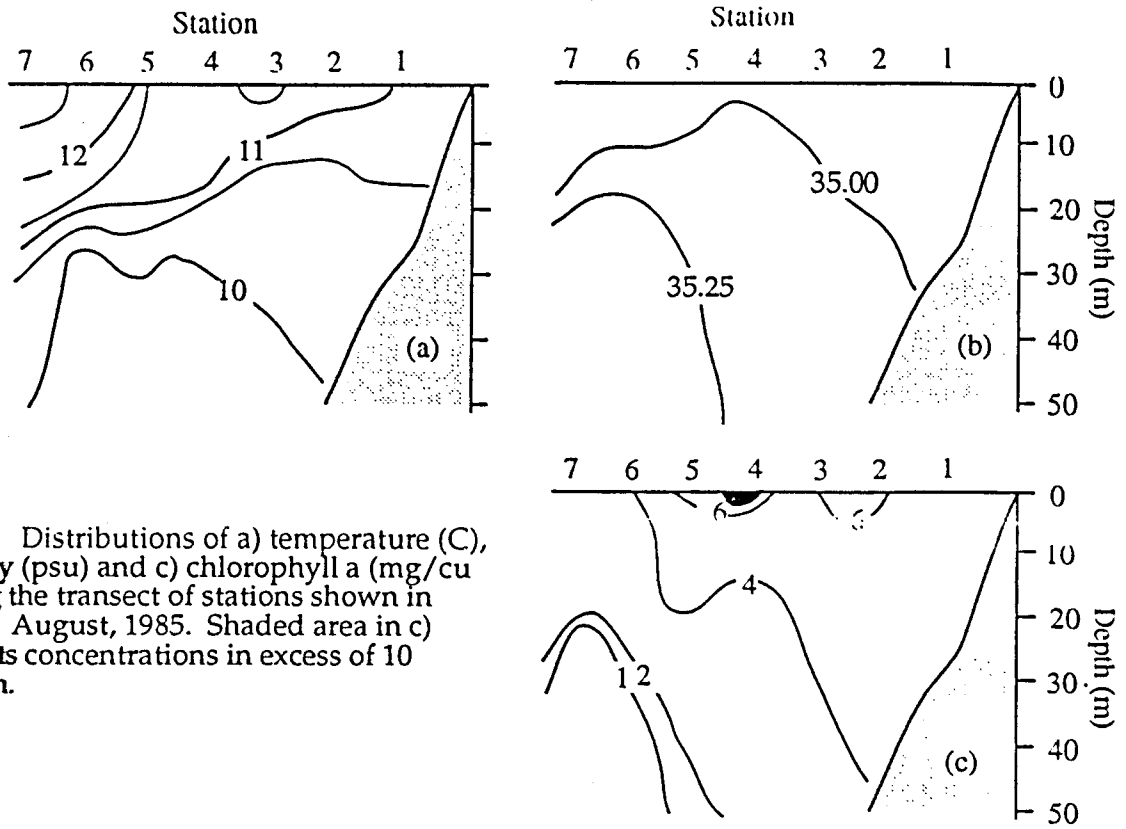 Station
7 6 5 4 3 2 1
12
11
10
(a)
Station
7 6 5 4 3 2 1
35.00
35.25
(b)
0
10
20
30
40
50
Depth (m)
7 6 5 4 3 2 1
6
4
1 2
(c)
0
10
20
30
40
50
Depth (m)
Distributions of a) temperature (C),
y (psu) and c) chlorophyll a (mg/cu
the transect of stations shown in
August, 1985. Shaded area in c)
ts concentrations in excess of 10